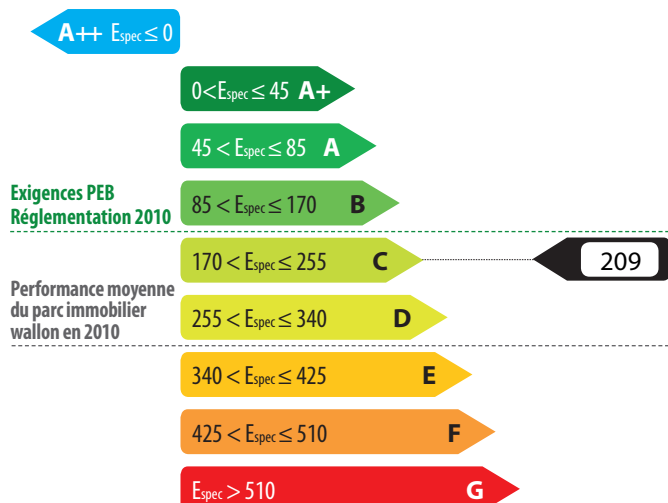 A++ Espec ≤ 0
0<Espec ≤ 45 A+
45 < Espec ≤ 85 A
Exigences PEB
Réglementation 2010
85 < Espec ≤ 170 B
170 < Espec ≤ 255 C
209
Performance moyenne
du parc immobilier
wallon en 2010
255 < Espec ≤ 340 D
340 < Espec ≤ 425 E
425 < Espec ≤ 510 F
Espec > 510 G